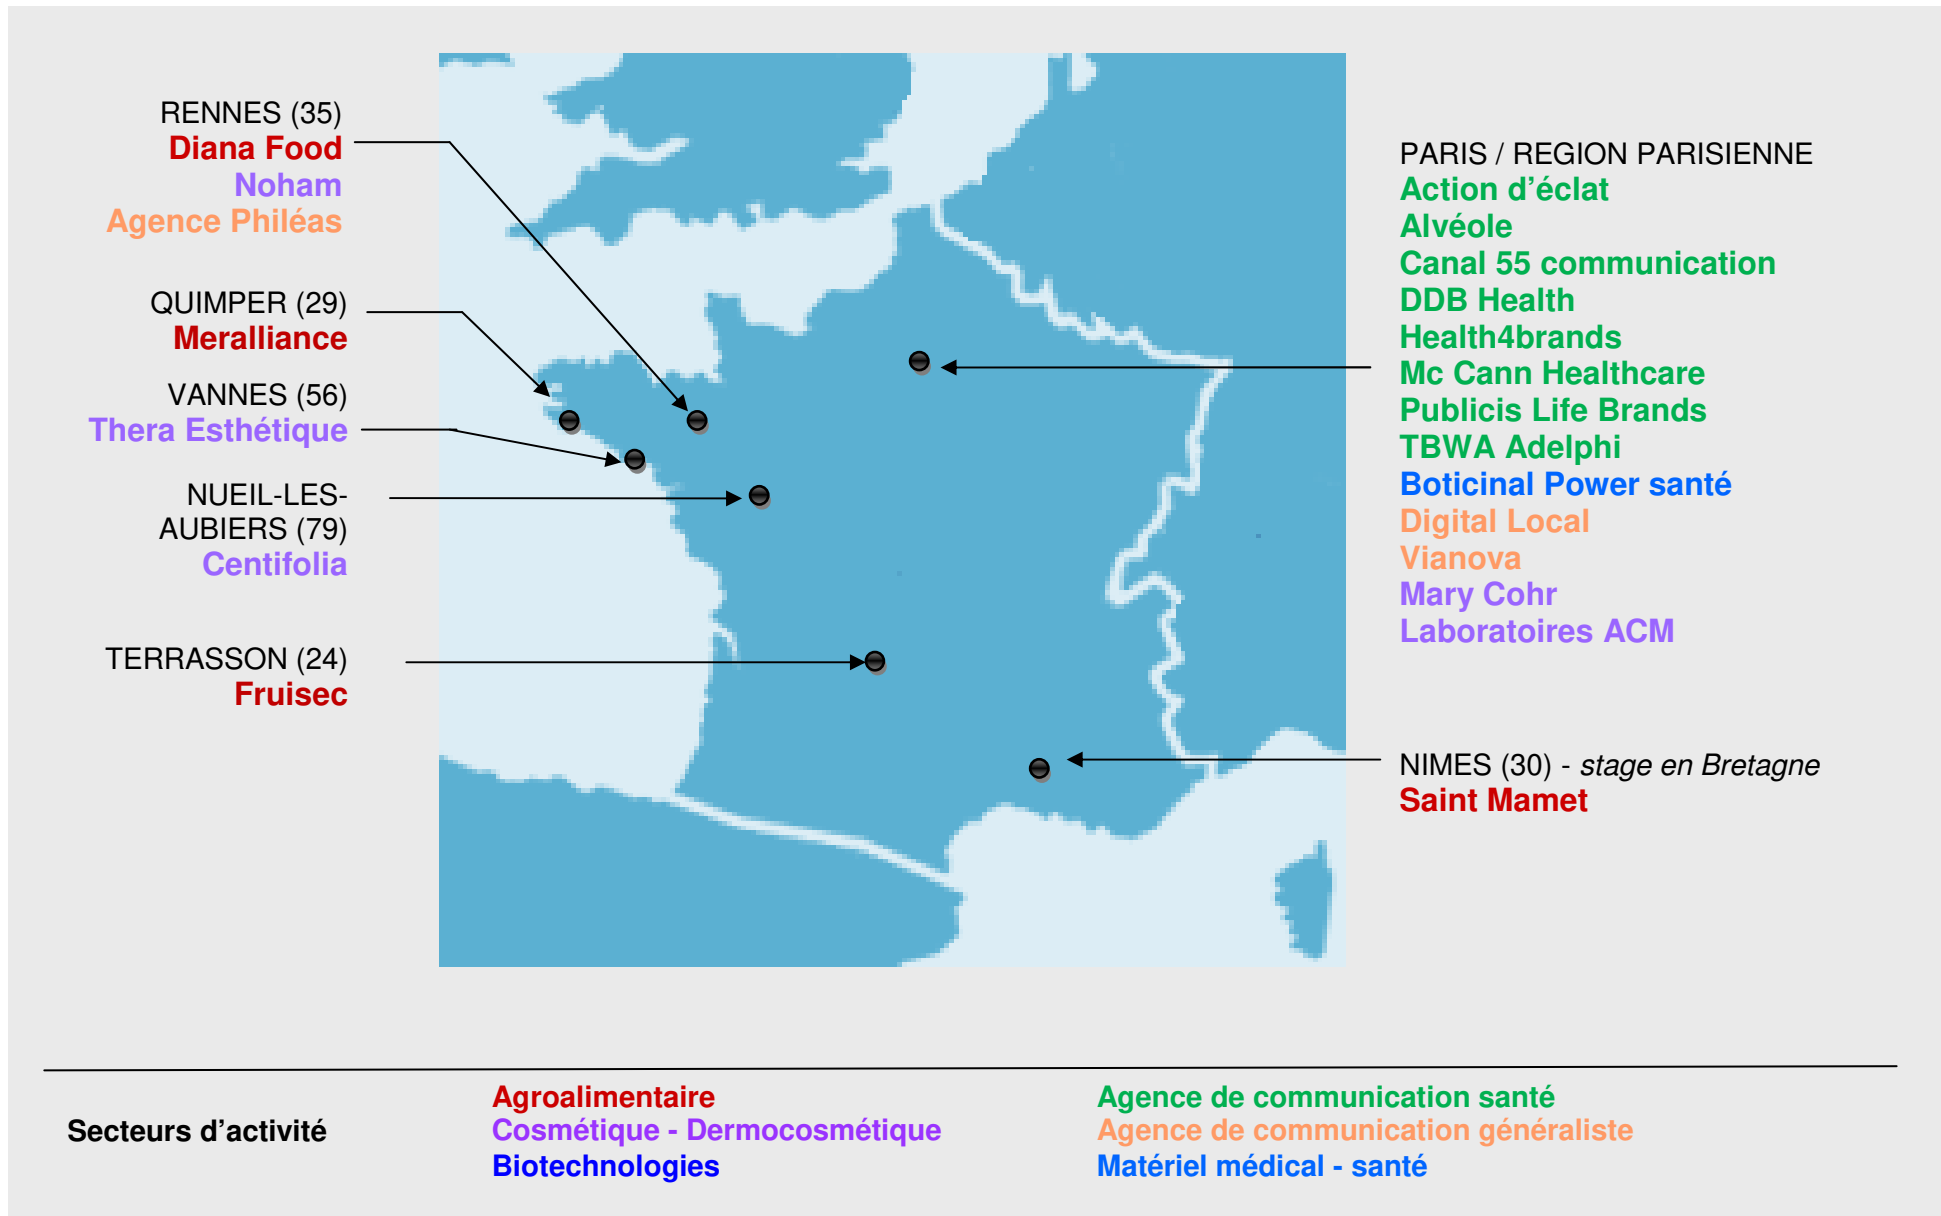 RENNES (35)
Diana Food
Noham
Agence Philéas
QUIMPER (29)
Meralliance
VANNES (56)
Thera Esthétique
NUEIL-LES-
AUBIERS (79)
Centifolia
TERRASSON (24)
Fruisec
PARIS / REGION PARISIENNE
Action d’éclat
Alvéole
Canal 55 communication
DDB Health
Health4brands
Mc Cann Healthcare
Publicis Life Brands
TBWA Adelphi
Boticinal Power santé
Digital Local
Vianova
Mary Cohr
Laboratoires ACM
NIMES (30) - stage en Bretagne
Saint Mamet
Secteurs d’activité
Agroalimentaire
Cosmétique - Dermocosmétique
Biotechnologies
Agence de communication santé
Agence de communication généraliste
Matériel médical - santé